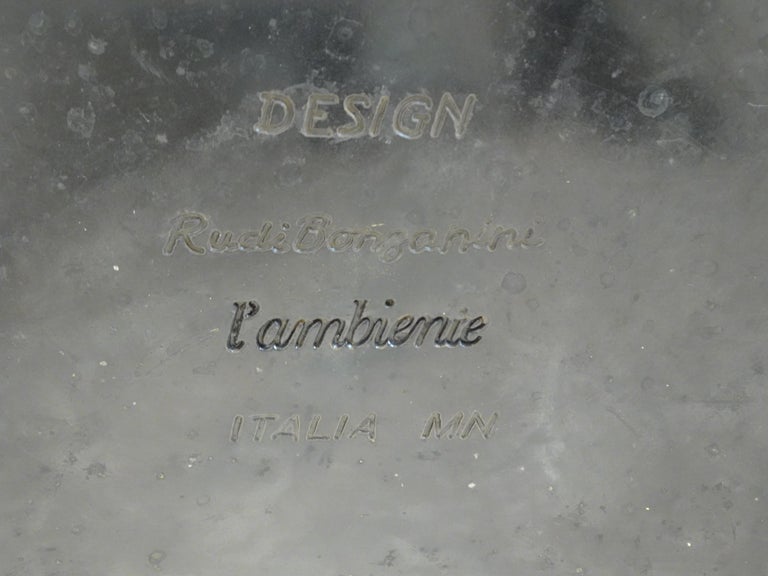 DESIGN
Rudi Bonzanini
l'ambiente
ITALIA MN